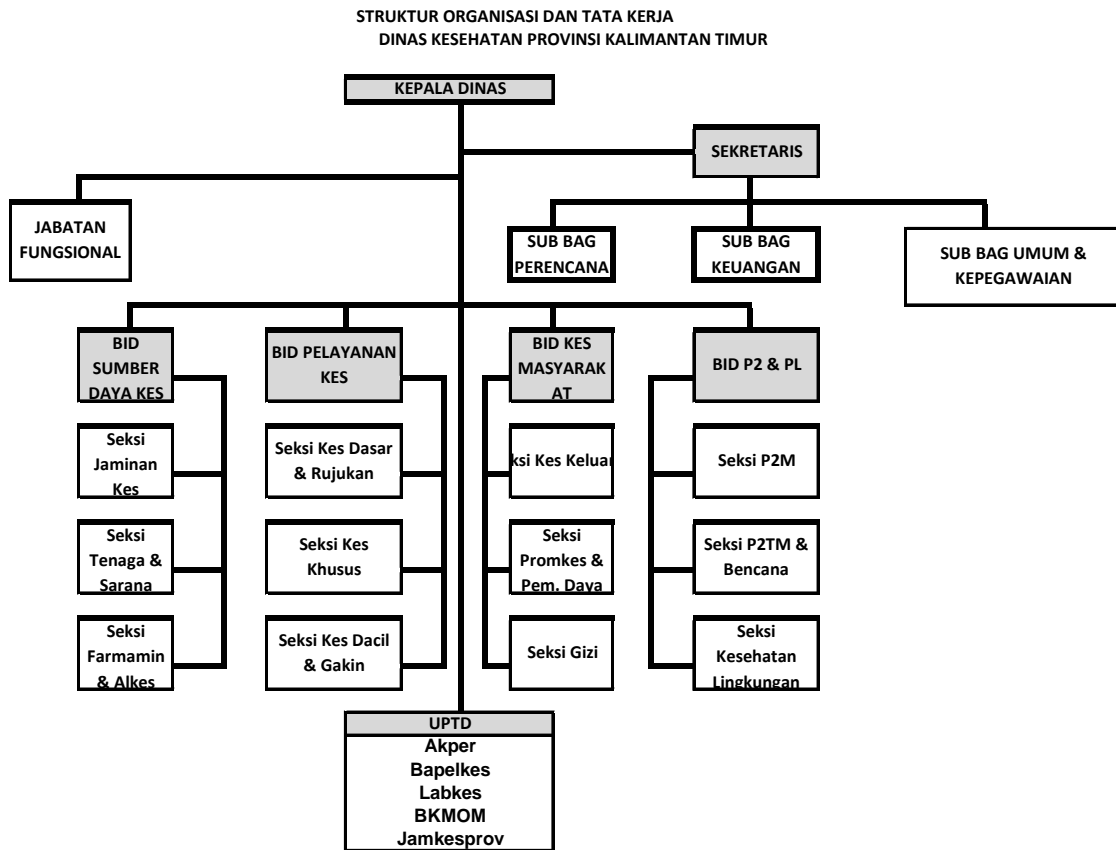 STRUKTUR ORGANISASI DAN TATA KERJA
DINAS KESEHATAN PROVINSI KALIMANTAN TIMUR
KEPALA DINAS
SEKRETARIS
JABATAN
FUNGSIONAL
SUB BAG
PERENCANA
SUB BAG
KEUANGAN
SUB BAG UMUM &
KEPEGAWAIAN
BID
SUMBER
DAYA KES
BID PELAYANAN
KES
BID KES
MASYARAK
AT
BID P2 & PL
Seksi
Jaminan
Kes
Seksi Kes Dasar
& Rujukan
ksi Kes Keluar
Seksi P2M
Seksi
Tenaga &
Sarana
Seksi Kes
Khusus
Seksi
Promkes &
Pem. Daya
Seksi P2TM &
Bencana
Seksi
Farmamin
& Alkes
Seksi Kes Dacil
& Gakin
Seksi Gizi
Seksi
Kesehatan
Lingkungan
UPTD
Akper
Bapelkes
Labkes
BKMOM
Jamkesprov